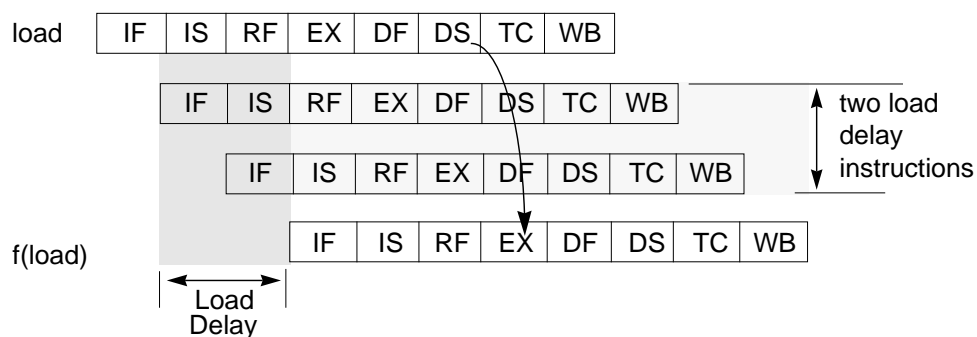 load IF IS RF EX DF DS TC WB
IF IS RF EX DF DS TC WB
two load
delay
instructions
IF IS RF EX DF DS TC WB
f(load) IF IS RF EX DF DS TC WB
Load
Delay